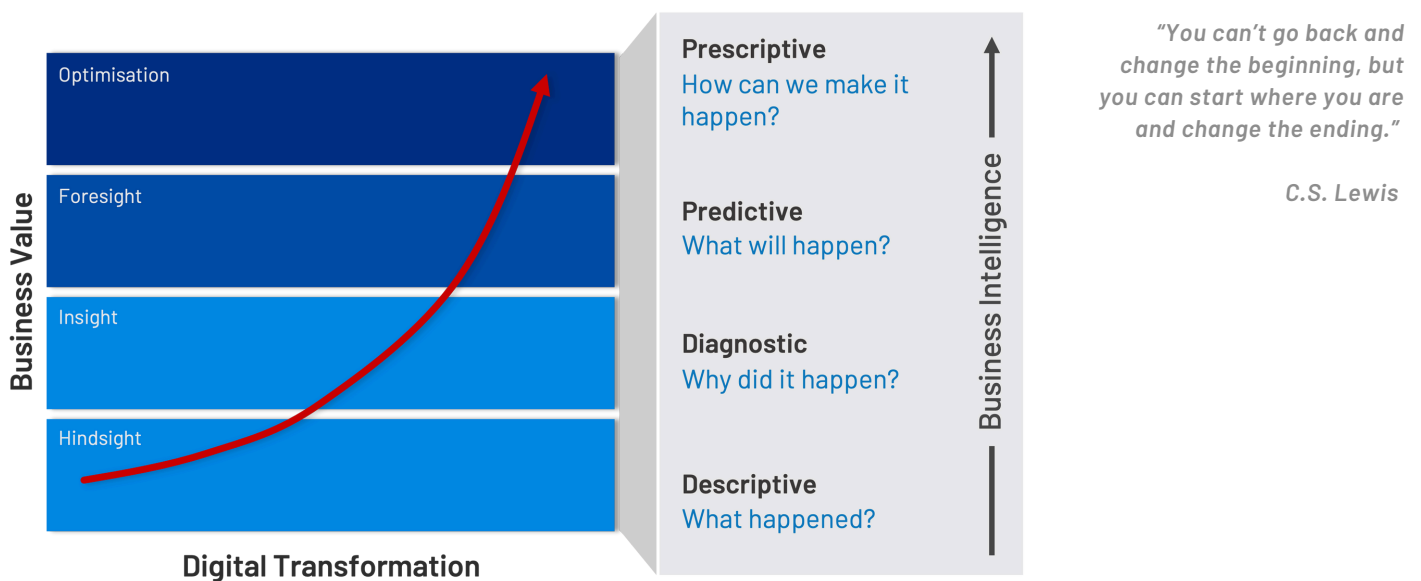 Business Value
Optimisation
Foresight
Insight
Hindsight
Digital Transformation
Prescriptive
How can we make it
happen?
Predictive
What will happen?
Diagnostic
Why did it happen?
Descriptive
What happened?
Business Intelligence
“You can’t go back and
change the beginning, but
you can start where you are
and change the ending.”
C.S. Lewis